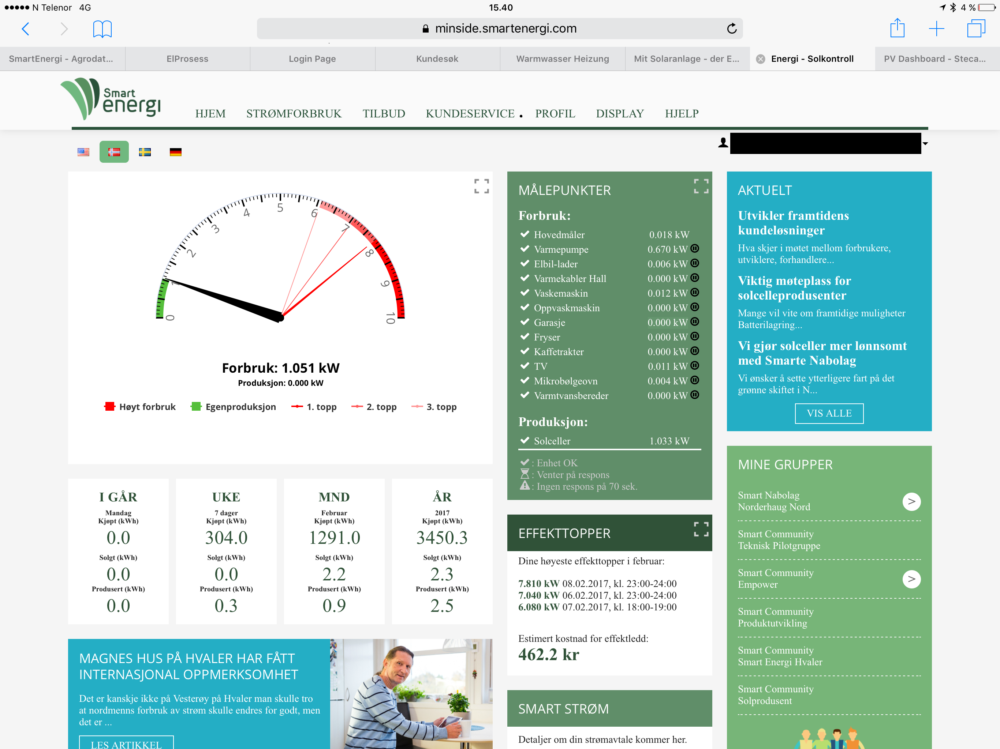 N Telenor 4G
15.40
4 %
minside.smartenergi.com
SmartEnergi - Agrodat...
ElProsess
Login Page
Kundesøk
Warmwasser Heizung
Mit Solaranlage - der E...
Energi - Solkontroll
PV Dashboard - Steca...
Smart
energi
HJEM
STRØMFORBRUK
TILBUD
KUNDESERVICE
PROFIL
DISPLAY
HJELP
0
1
2
3
4
5
6
7
8
9
10
Forbruk: 1.051 kW
Produksjon: 0.000 kW
Høyt forbruk
Egenproduksjon
1. topp
2. topp
3. topp
I GÅR
Mandag
Kjøpt (kWh)
0.0
Solgt (kWh)
0.0
Produsert (kWh)
0.0
UKE
7 dager
Kjøpt (kWh)
304.0
Solgt (kWh)
0.0
Produsert (kWh)
0.3
MND
Februar
Kjøpt (kWh)
1291.0
Solgt (kWh)
2.2
Produsert (kWh)
0.9
ÅR
2017
Kjøpt (kWh)
3450.3
Solgt (kWh)
2.3
Produsert (kWh)
2.5
MAGNES HUS PÅ HVALER HAR FÅTT
INTERNASJONAL OPPMERKSOMHET
Det er kanskje ikke på Vesterøy på Hvaler man skulle tro
at nordmenns forbruk av strøm skulle endres for godt, men
det er ...
LES ARTIKKEL
MÅLEPUNKTER
Forbruk:
Hovedmåler 0.018 kW
Varmepumpe 0.670 kW
Elbil-lader 0.006 kW
Varmekabler Hall 0.000 kW
Vaskemaskin 0.012 kW
Oppvaskmaskin 0.000 kW
Garasje 0.000 kW
Fryser 0.000 kW
Kaffetrakter 0.000 kW
TV 0.011 kW
Mikrobølgeovn 0.004 kW
Varmtvansbereder 0.000 kW
Produksjon:
Solceller 1.033 kW
: Enhet OK
: Venter på respons
: Ingen respons på 70 sek.
EFFEKTTOPPER
Dine høyeste effekttopper i februar:
7.810 kW 08.02.2017, kl. 23:00-24:00
7.040 kW 06.02.2017, kl. 23:00-24:00
6.080 kW 07.02.2017, kl. 18:00-19:00
Estimert kostnad for effektledd:
462.2 kr
SMART STRØM
Detaljer om din strømavtale kommer her.
AKTUELT
Utvikler framtidens
kundeløsninger
Hva skjer i møtet mellom forbrukere,
utviklere, forhandlere...
Viktig møteplass for
solcelleprodusenter
Mange vil vite om framtidige muligheter
Batterilagring...
Vi gjør solceller mer lønnsomt
med Smarte Nabolag
Vi ønsker å sette ytterligere fart på det
grønne skiftet i N...
VIS ALLE
MINE GRUPPER
Smart Nabolag
Norderhaug Nord
>
Smart Community
Teknisk Pilotgruppe
Smart Community
Empower
>
Smart Community
Produktutvikling
Smart Community
Smart Energi Hvaler
Smart Community
Solprodusent